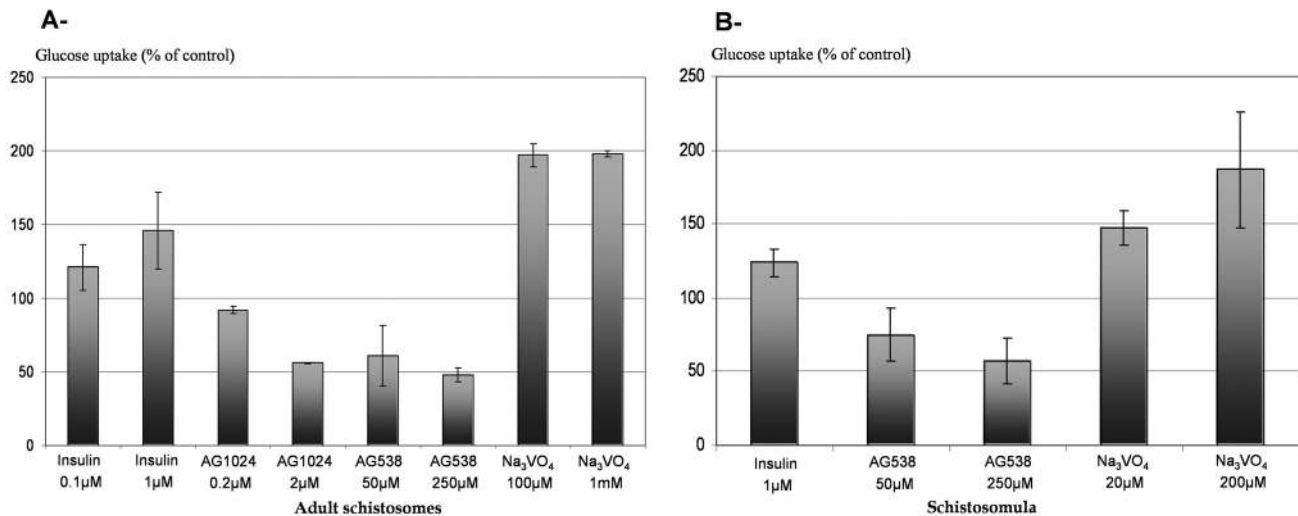 A-
Glucose uptake (% of control)
250
200
150
100
50
0
Insulin Insulin AG1024 AG1024 AG538 AG538 Na₃VO₄ Na₃VO₄
0.1µM 1µM 0.2µM 2µM 50µM 250µM 100µM 1mM
Adult schistosomes
B-
Glucose uptake (% of control)
250
200
150
100
50
0
Insulin AG538 AG538 Na₃VO₄ Na₃VO₄
1µM 50µM 250µM 20µM 200µM
Schistosomula